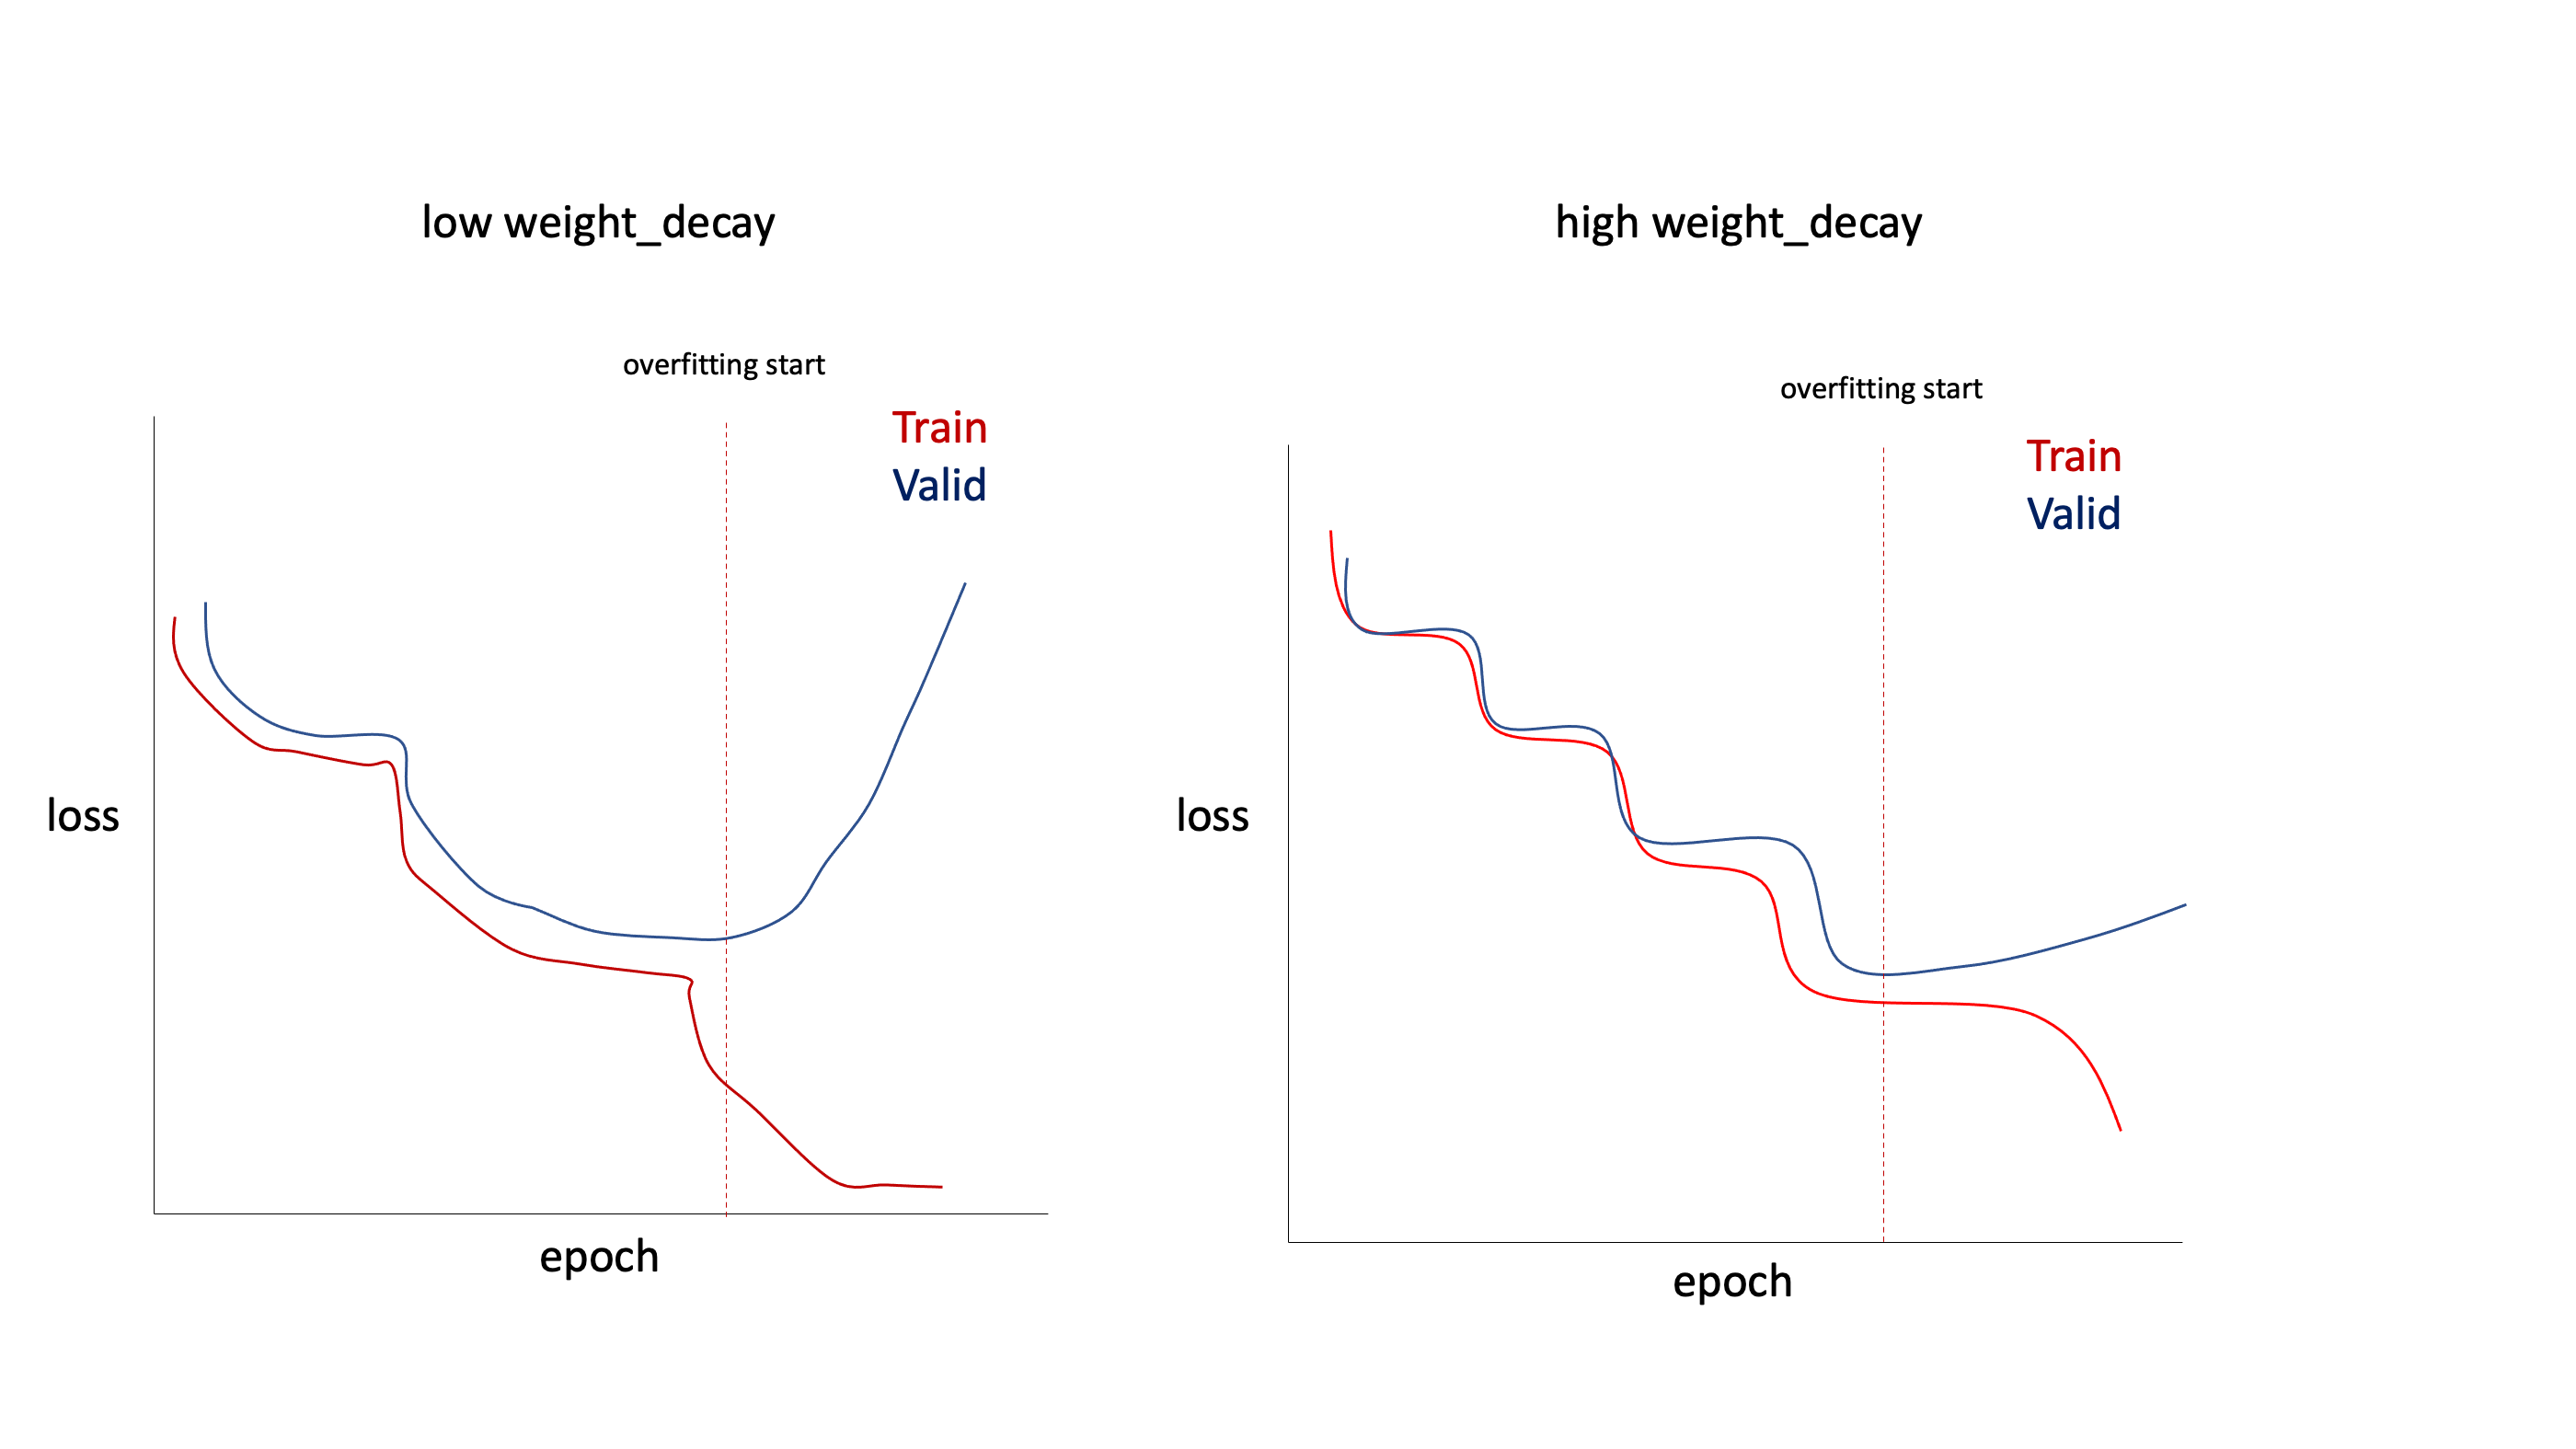 low weight_decay
overfitting start
Train
Valid
loss
epoch
high weight_decay
overfitting start
Train
Valid
loss
epoch